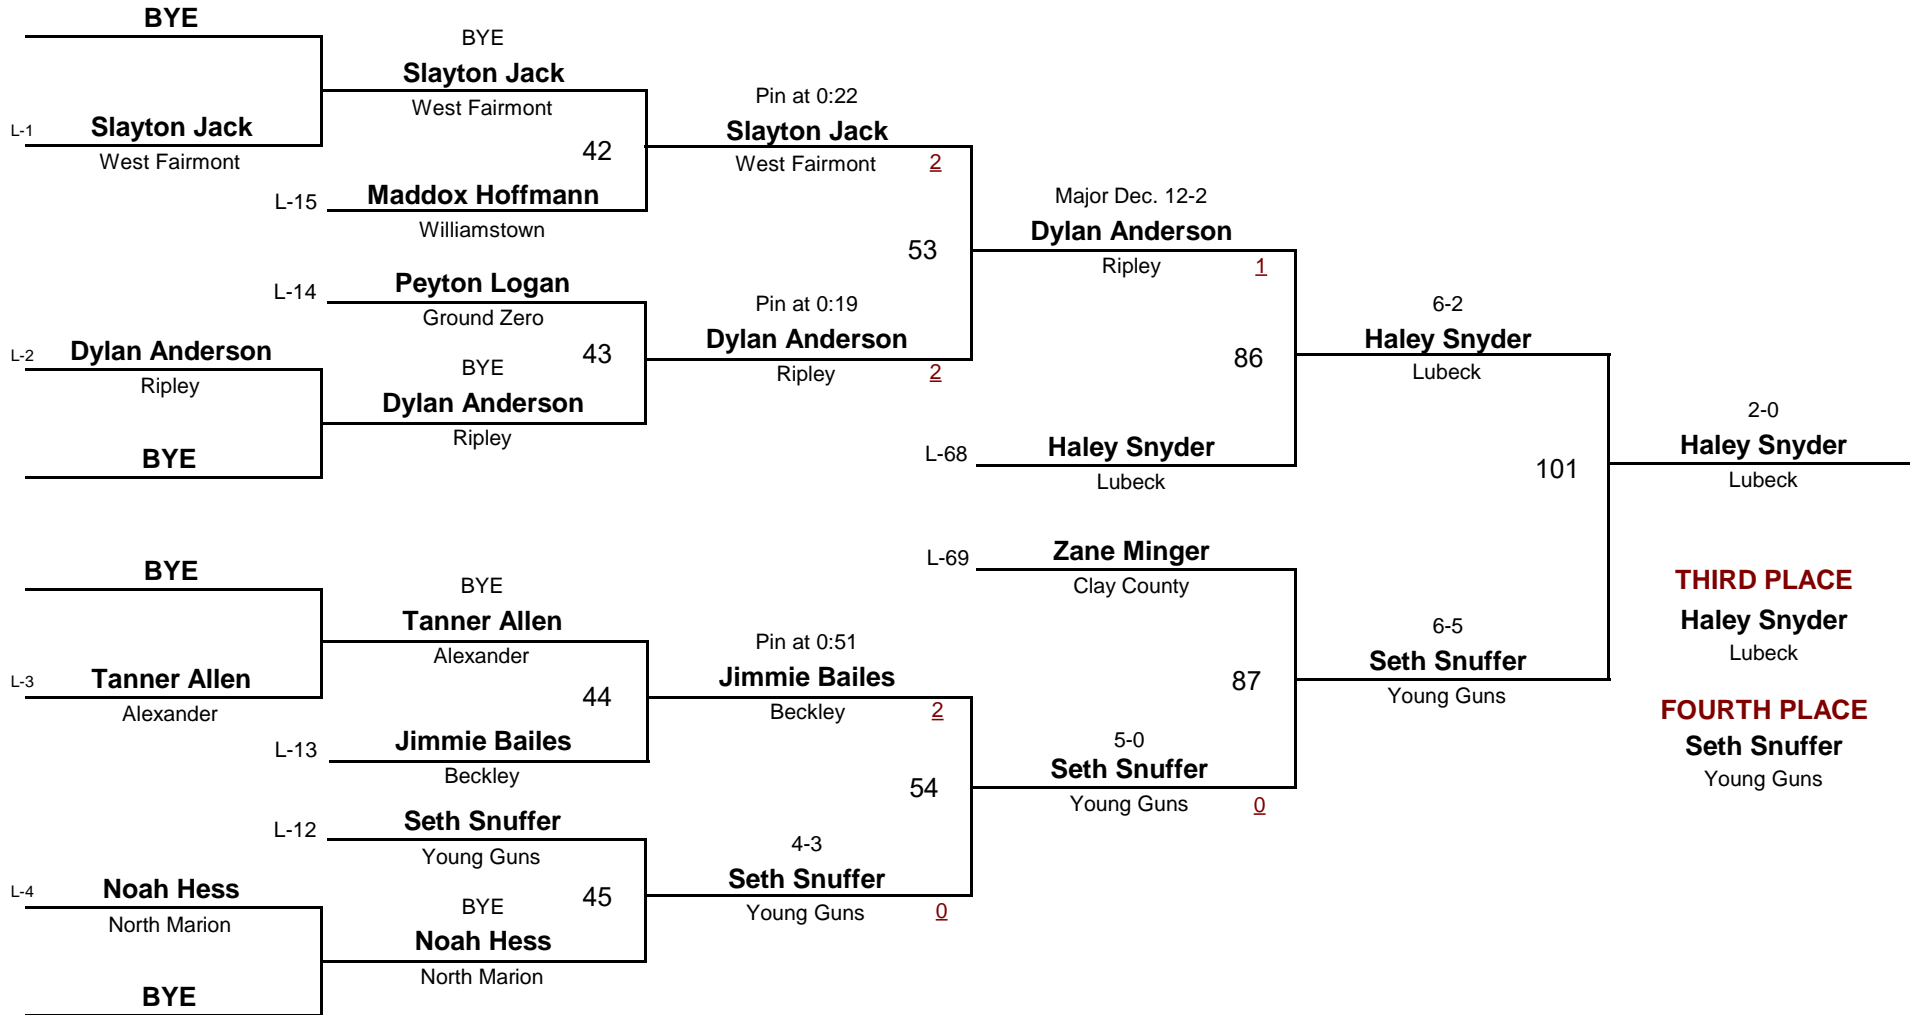 BYE
BYE
Slayton Jack
West Fairmont
L-1
Slayton Jack
West Fairmont
42
Pin at 0:22
Slayton Jack
West Fairmont
2
L-15
Maddox Hoffmann
Williamstown
53
Major Dec. 12-2
Dylan Anderson
Ripley
1
L-14
Peyton Logan
Ground Zero
Pin at 0:19
Dylan Anderson
Ripley
2
43
L-2
Dylan Anderson
Ripley
BYE
Dylan Anderson
Ripley
BYE
86
6-2
Haley Snyder
Lubeck
L-68
Haley Snyder
Lubeck
101
2-0
Haley Snyder
Lubeck
L-69
Zane Minger
Clay County
BYE
BYE
Tanner Allen
Alexander
L-3
Tanner Allen
Alexander
44
Pin at 0:51
Jimmie Bailes
Beckley
2
L-13
Jimmie Bailes
Beckley
87
6-5
Seth Snuffer
Young Guns
THIRD PLACE
Haley Snyder
Lubeck
FOURTH PLACE
Seth Snuffer
Young Guns
54
5-0
Seth Snuffer
Young Guns
0
L-12
Seth Snuffer
Young Guns
4-3
Seth Snuffer
Young Guns
0
45
L-4
Noah Hess
North Marion
BYE
Noah Hess
North Marion
BYE